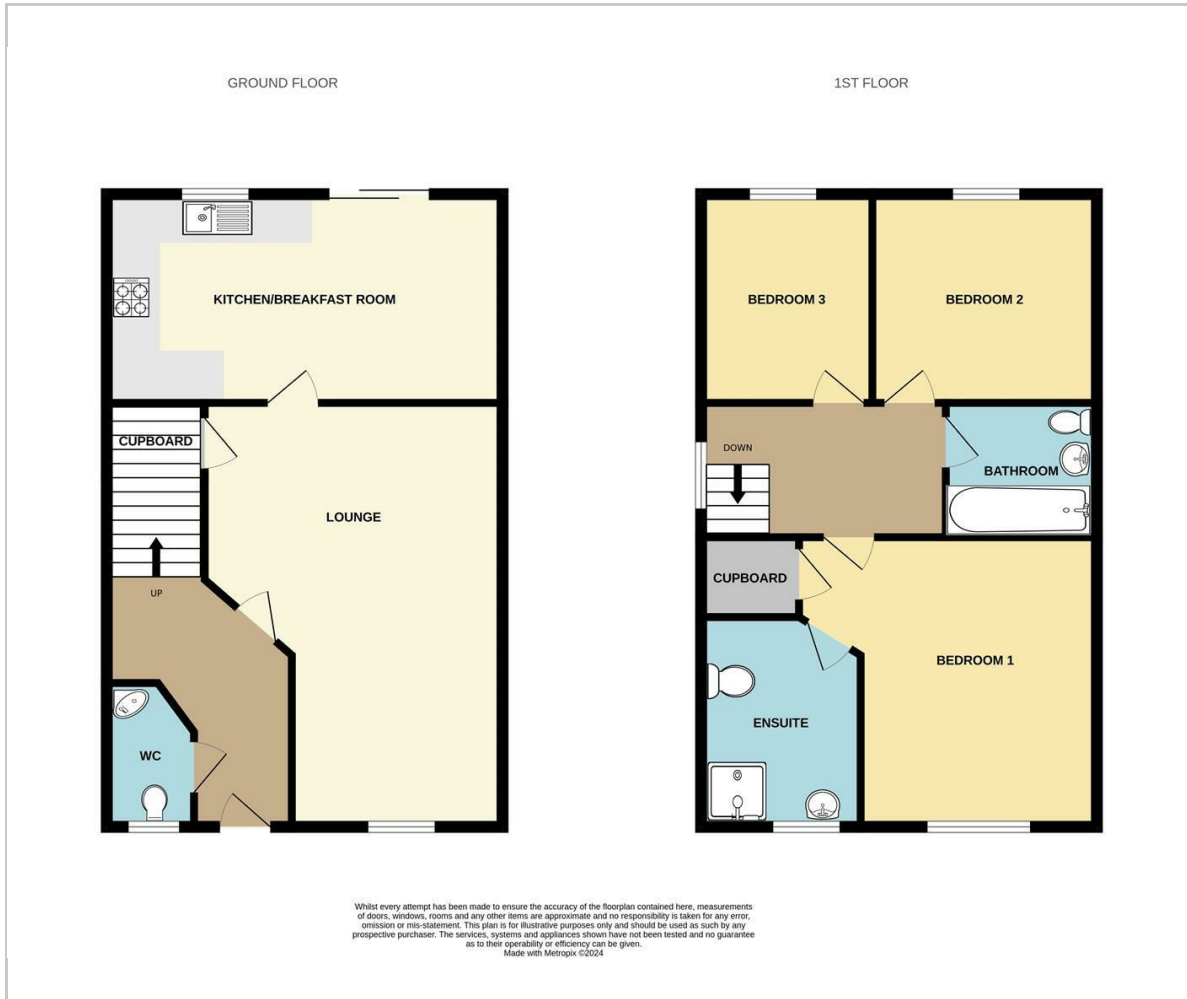 GROUND FLOOR
KITCHEN/BREAKFAST ROOM
CUPBOARD
LOUNGE
UP
WC
1ST FLOOR
BEDROOM 3
BEDROOM 2
DOWN
BATHROOM
CUPBOARD
BEDROOM 1
ENSUITE
Whilst every attempt has been made to ensure the accuracy of the floorplan contained here, measurements
of doors, windows, rooms and any other items are approximate and no responsibility is taken for any error,
omission or mis-statement. This plan is for illustrative purposes only and should be used as such by any
prospective purchaser. The services, systems and appliances shown have not been tested and no guarantee
as to their operability or efficiency can be given.
Made with Metropix ©2024